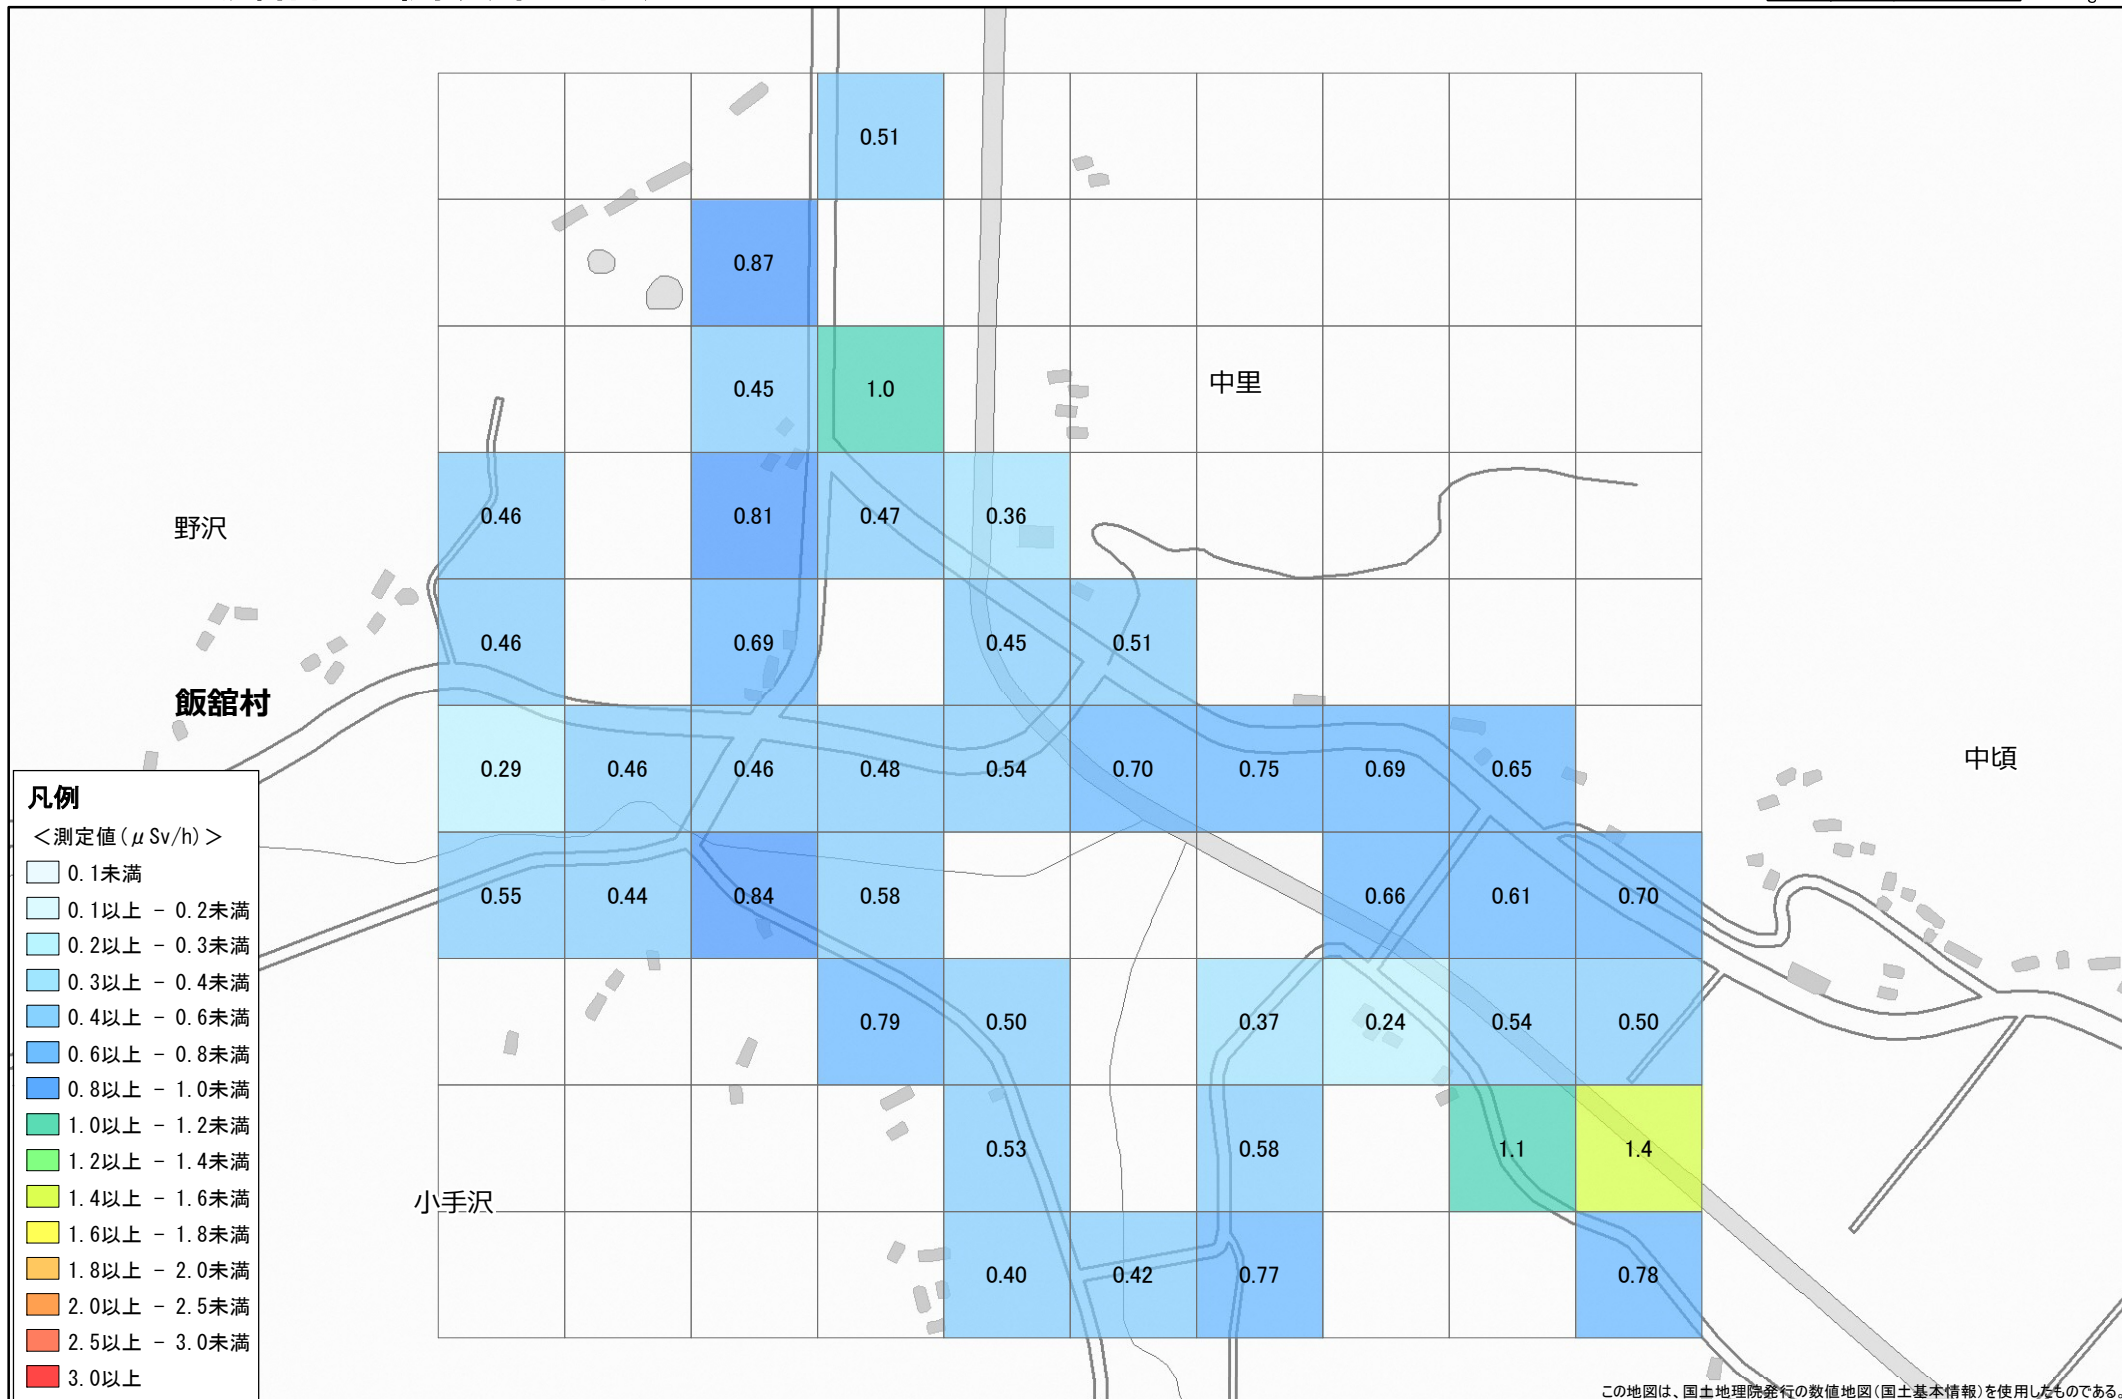 0.51
0.87
0.45 1.0
中里
0.46 0.81 0.47 0.36
野沢
0.46 0.69 0.45 0.51
飯舘村
0.29 0.46 0.46 0.48 0.54 0.70 0.75 0.69 0.65
中頃
0.55 0.44 0.84 0.58 0.66 0.61 0.70
0.79 0.50 0.37 0.24 0.54 0.50
0.53 0.58 1.1 1.4
小手沢
0.40 0.42 0.77 0.78
凡例
＜測定値(μSv/h)＞
0.1未満
0.1以上 - 0.2未満
0.2以上 - 0.3未満
0.3以上 - 0.4未満
0.4以上 - 0.6未満
0.6以上 - 0.8未満
0.8以上 - 1.0未満
1.0以上 - 1.2未満
1.2以上 - 1.4未満
1.4以上 - 1.6未満
1.6以上 - 1.8未満
1.8以上 - 2.0未満
2.0以上 - 2.5未満
2.5以上 - 3.0未満
3.0以上
この地図は、国土地理院発行の数値地図(国土基本情報)を使用したものである。